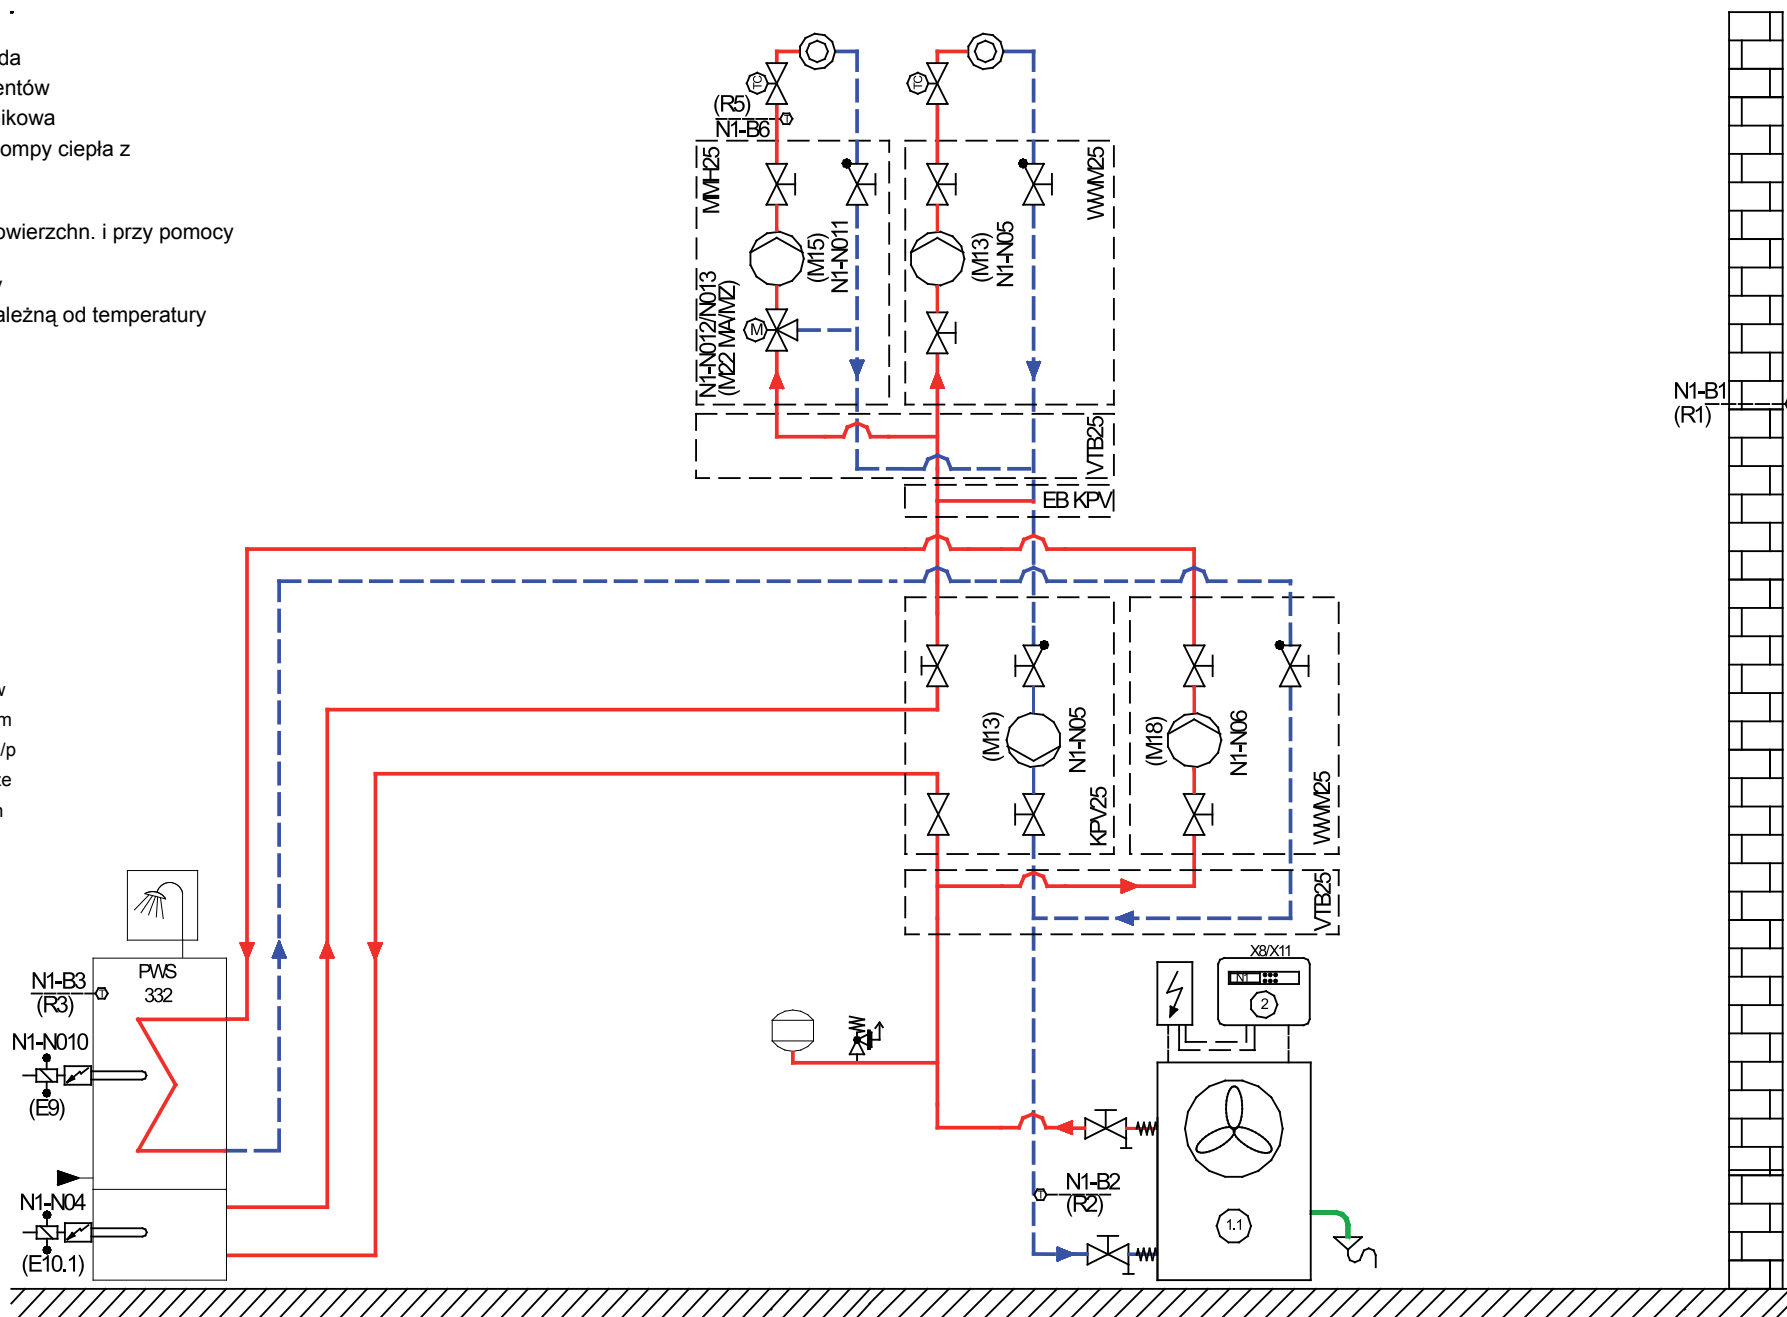 da
entów
ikowa
ompy ciepła z
owierzchn. i przy pomocy
ależną od temperatury
w
m
/p
te
TC
TC
(R5)
N1-B6
T
MMH25
WWM25
(M15)
N1-N011
(M13)
N1-N05
N1-N012/N013
(M22 MA/MZ)
M
VTB25
EB KPV
N1-B1
(R1)
(M13)
N1-N05
KPV25
(M18)
N1-N06
WWM25
VTB25
X8/X11
N1
2
PWS
332
N1-B3
(R3)
T
N1-N010
(E9)
N1-N04
(E10.1)
T
N1-B2
(R2)
1.1